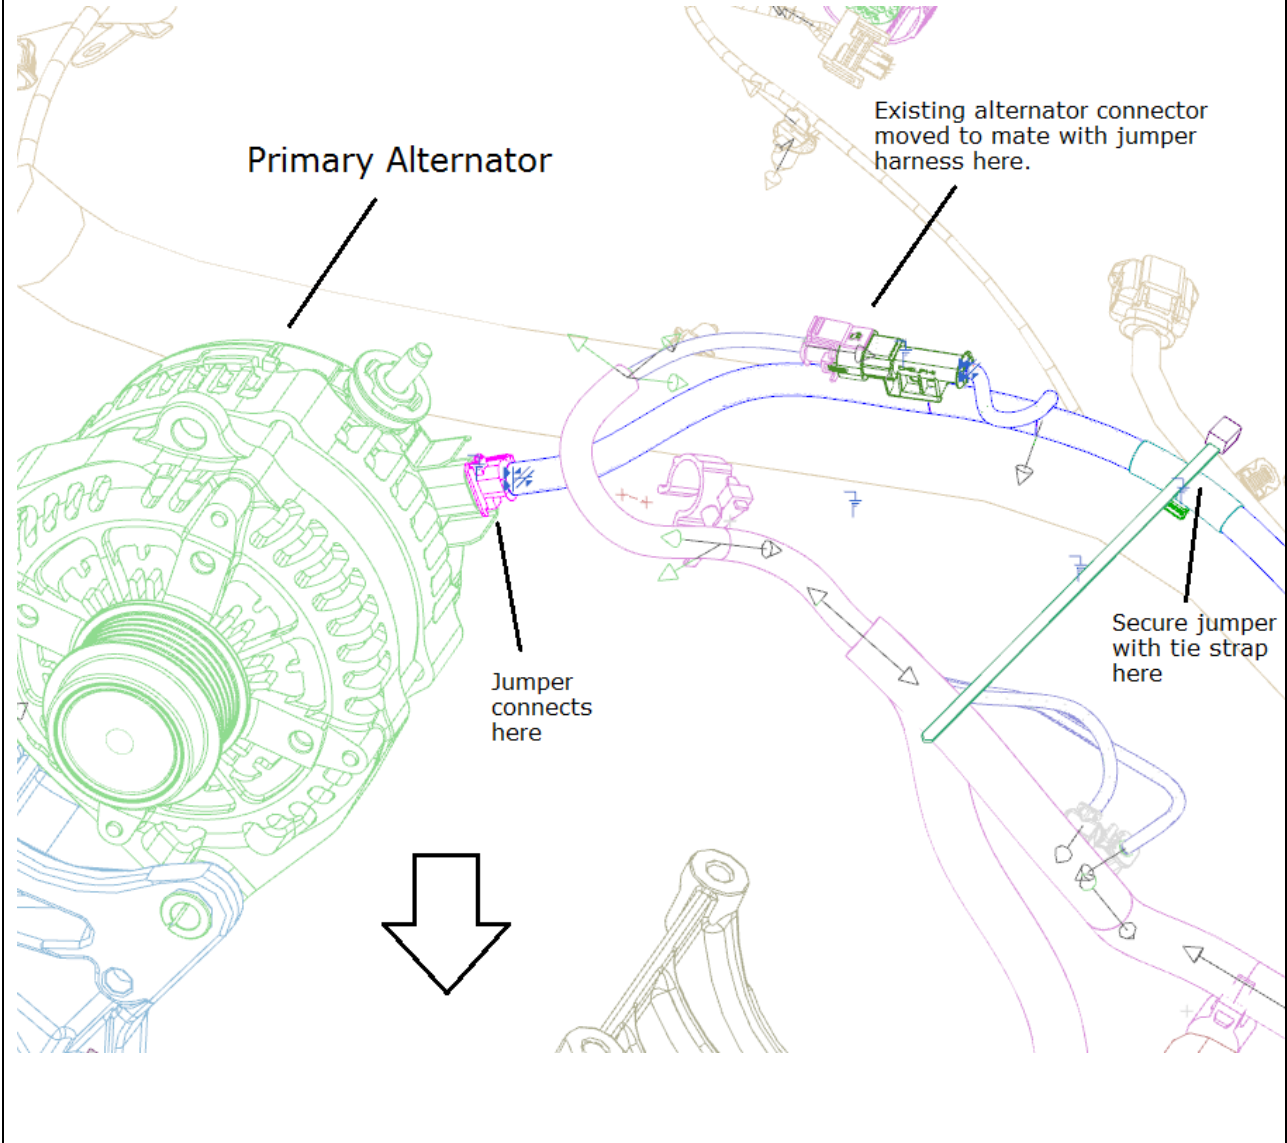 Existing alternator connector
moved to mate with jumper
harness here.
Primary Alternator
Secure jumper
with tie strap
here
Jumper
connects
here